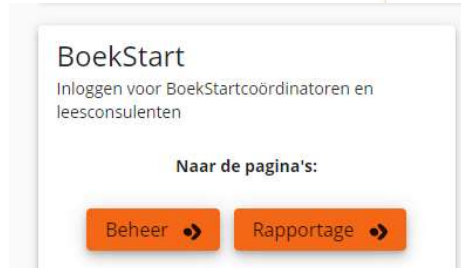 BoekStart
Inloggen voor BoekStartcoördinatoren en
leesconsulenten
Naar de pagina's:
Beheer
Rapportage